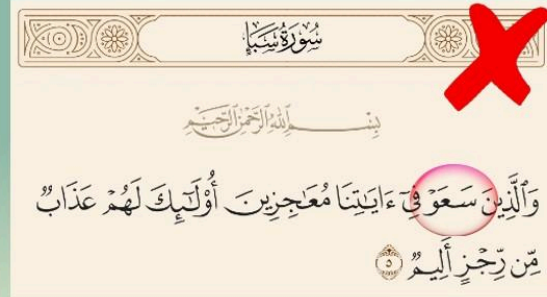 سُورَةُ سَبَإٍ
بِسْمِ ٱللَّهِ ٱلرَّحْمَٰنِ ٱلرَّحِيمِ
وَٱلَّذِينَ سَعَوْ فِىٓ ءَايَٰتِنَا مُعَٰجِزِينَ أُو۟لَٰٓئِكَ لَهُمْ عَذَابٌ
مِّن رِّجْزٍ أَلِيمٌ ٥